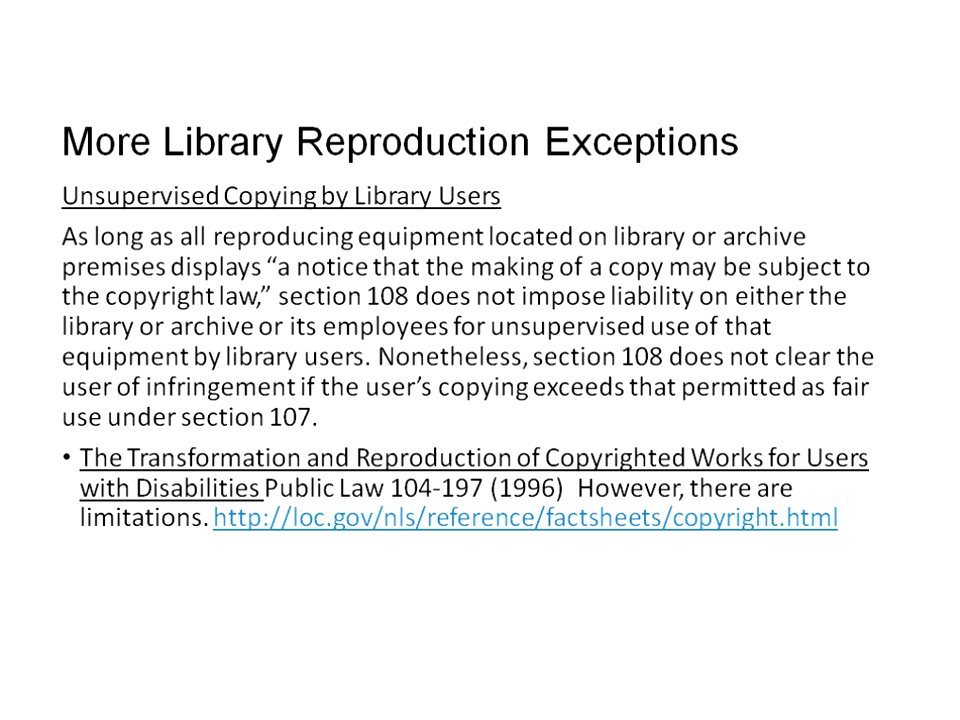 More Library Reproduction Exceptions
Unsupervised Copying by Library Users
As long as all reproducing equipment located on library or archive
premises displays “a notice that the making of a copy may be subject to
the copyright law,” section 108 does not impose liability on either the
library or archive or its employees for unsupervised use of that
equipment by library users. Nonetheless, section 108 does not clear the
user of infringement if the user’s copying exceeds that permitted as fair
use under section 107.
• The Transformation and Reproduction of Copyrighted Works for Users
with Disabilities Public Law 104-197 (1996)  However, there are
limitations. http://loc.gov/nls/reference/factsheets/copyright.html